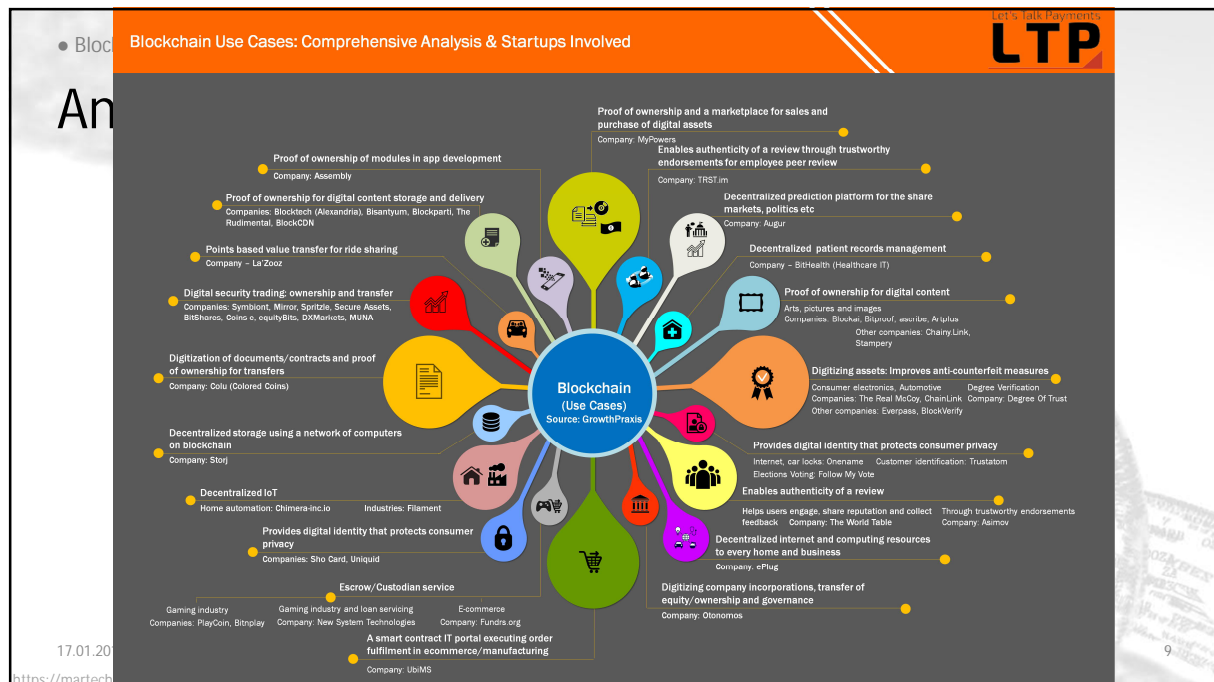 ● Bloc
Blockchain Use Cases: Comprehensive Analysis & Startups Involved
Let's Talk Payments
LTP
An
Proof of ownership and a marketplace for sales and
purchase of digital assets
Company: MyPowers
Enables authenticity of a review through trustworthy
endorsements for employee peer review
Company: TRST.im
Decentralized prediction platform for the share
markets, politics etc
Company: Augur
Decentralized patient records management
Company – BitHealth (Healthcare IT)
Proof of ownership for digital content
Arts, pictures and images
Companies: Blockai, Bitproof, ascribe, Artplus
Other companies: Chainy.Link,
Stampery
Digitizing assets: Improves anti-counterfeit measures
Consumer electronics, Automotive Degree Verification
Companies: The Real McCoy, ChainLink Company: Degree Of Trust
Other companies: Everpass, BlockVerify
Provides digital identity that protects consumer privacy
Internet, car locks: Onename Customer identification: Trustatom
Elections Voting: Follow My Vote
Enables authenticity of a review
Helps users engage, share reputation and collect
feedback Company: The World Table
Through trustworthy endorsements
Company: Asimov
Decentralized internet and computing resources
to every home and business
Company: ePlug
Digitizing company incorporations, transfer of
equity/ownership and governance
Company: Otonomos
Proof of ownership of modules in app development
Company: Assembly
Proof of ownership for digital content storage and delivery
Companies: Blocktech (Alexandria), Bisantyum, Blockparti, The
Rudimental, BlockCDN
Points based value transfer for ride sharing
Company – La'Zooz
Digital security trading: ownership and transfer
Companies: Symbiont, Mirror, Spritzle, Secure Assets,
BitShares, Coins-e, equityBits, DXMarkets, MUNA
Digitization of documents/contracts and proof
of ownership for transfers
Company: Colu (Colored Coins)
Decentralized storage using a network of computers
on blockchain
Company: Storj
Decentralized IoT
Home automation: Chimera-inc.io Industries: Filament
Provides digital identity that protects consumer
privacy
Companies: Sho Card, Uniquid
Escrow/Custodian service
Gaming industry
Companies: PlayCoin, Bitnplay
Gaming industry and loan servicing
Company: New System Technologies
E-commerce
Company: Fundrs.org
A smart contract IT portal executing order
fulfilment in ecommerce/manufacturing
Company: UbiMS
Blockchain
(Use Cases)
Source: GrowthPraxis
17.01.20
9
https://martech